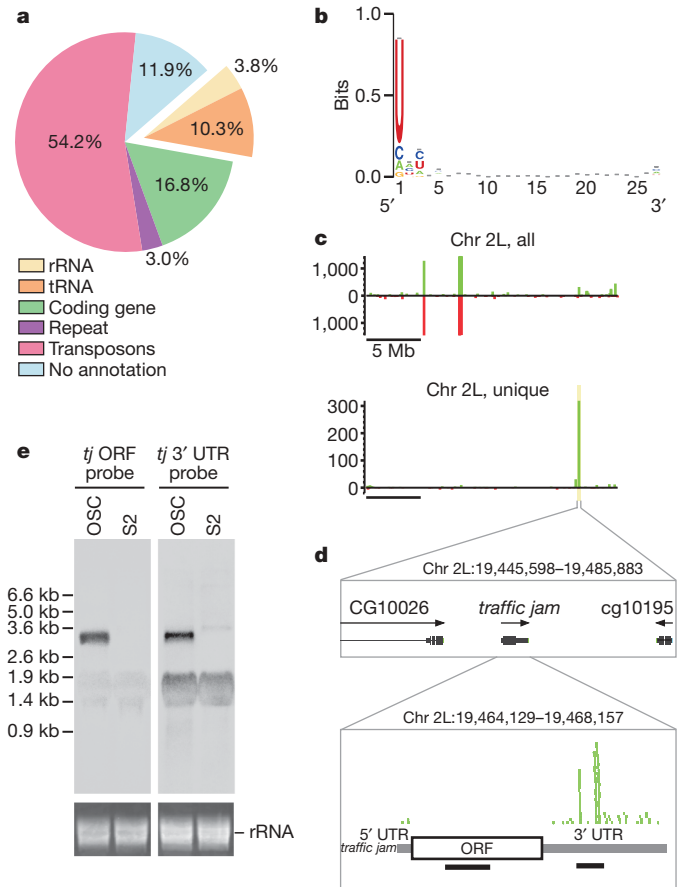 a
11.9%
3.8%
10.3%
16.8%
3.0%
54.2%
rRNA
tRNA
Coding gene
Repeat
Transposons
No annotation
b
Bits
1.0
0.5
0.0
U
C
A
G
C
U
1 5 10 15 20 25
5′ 3′
c
Chr 2L, all
1,000
0
1,000
5 Mb
Chr 2L, unique
300
200
100
0
d
Chr 2L:19,445,598–19,485,883
CG10026 traffic jam cg10195
Chr 2L:19,464,129–19,468,157
5′ UTR 3′ UTR
traffic jam ORF
e
tj ORF probe
tj 3′ UTR probe
OSC S2 OSC S2
6.6 kb
5.0 kb
3.6 kb
2.6 kb
1.9 kb
1.4 kb
0.9 kb
rRNA